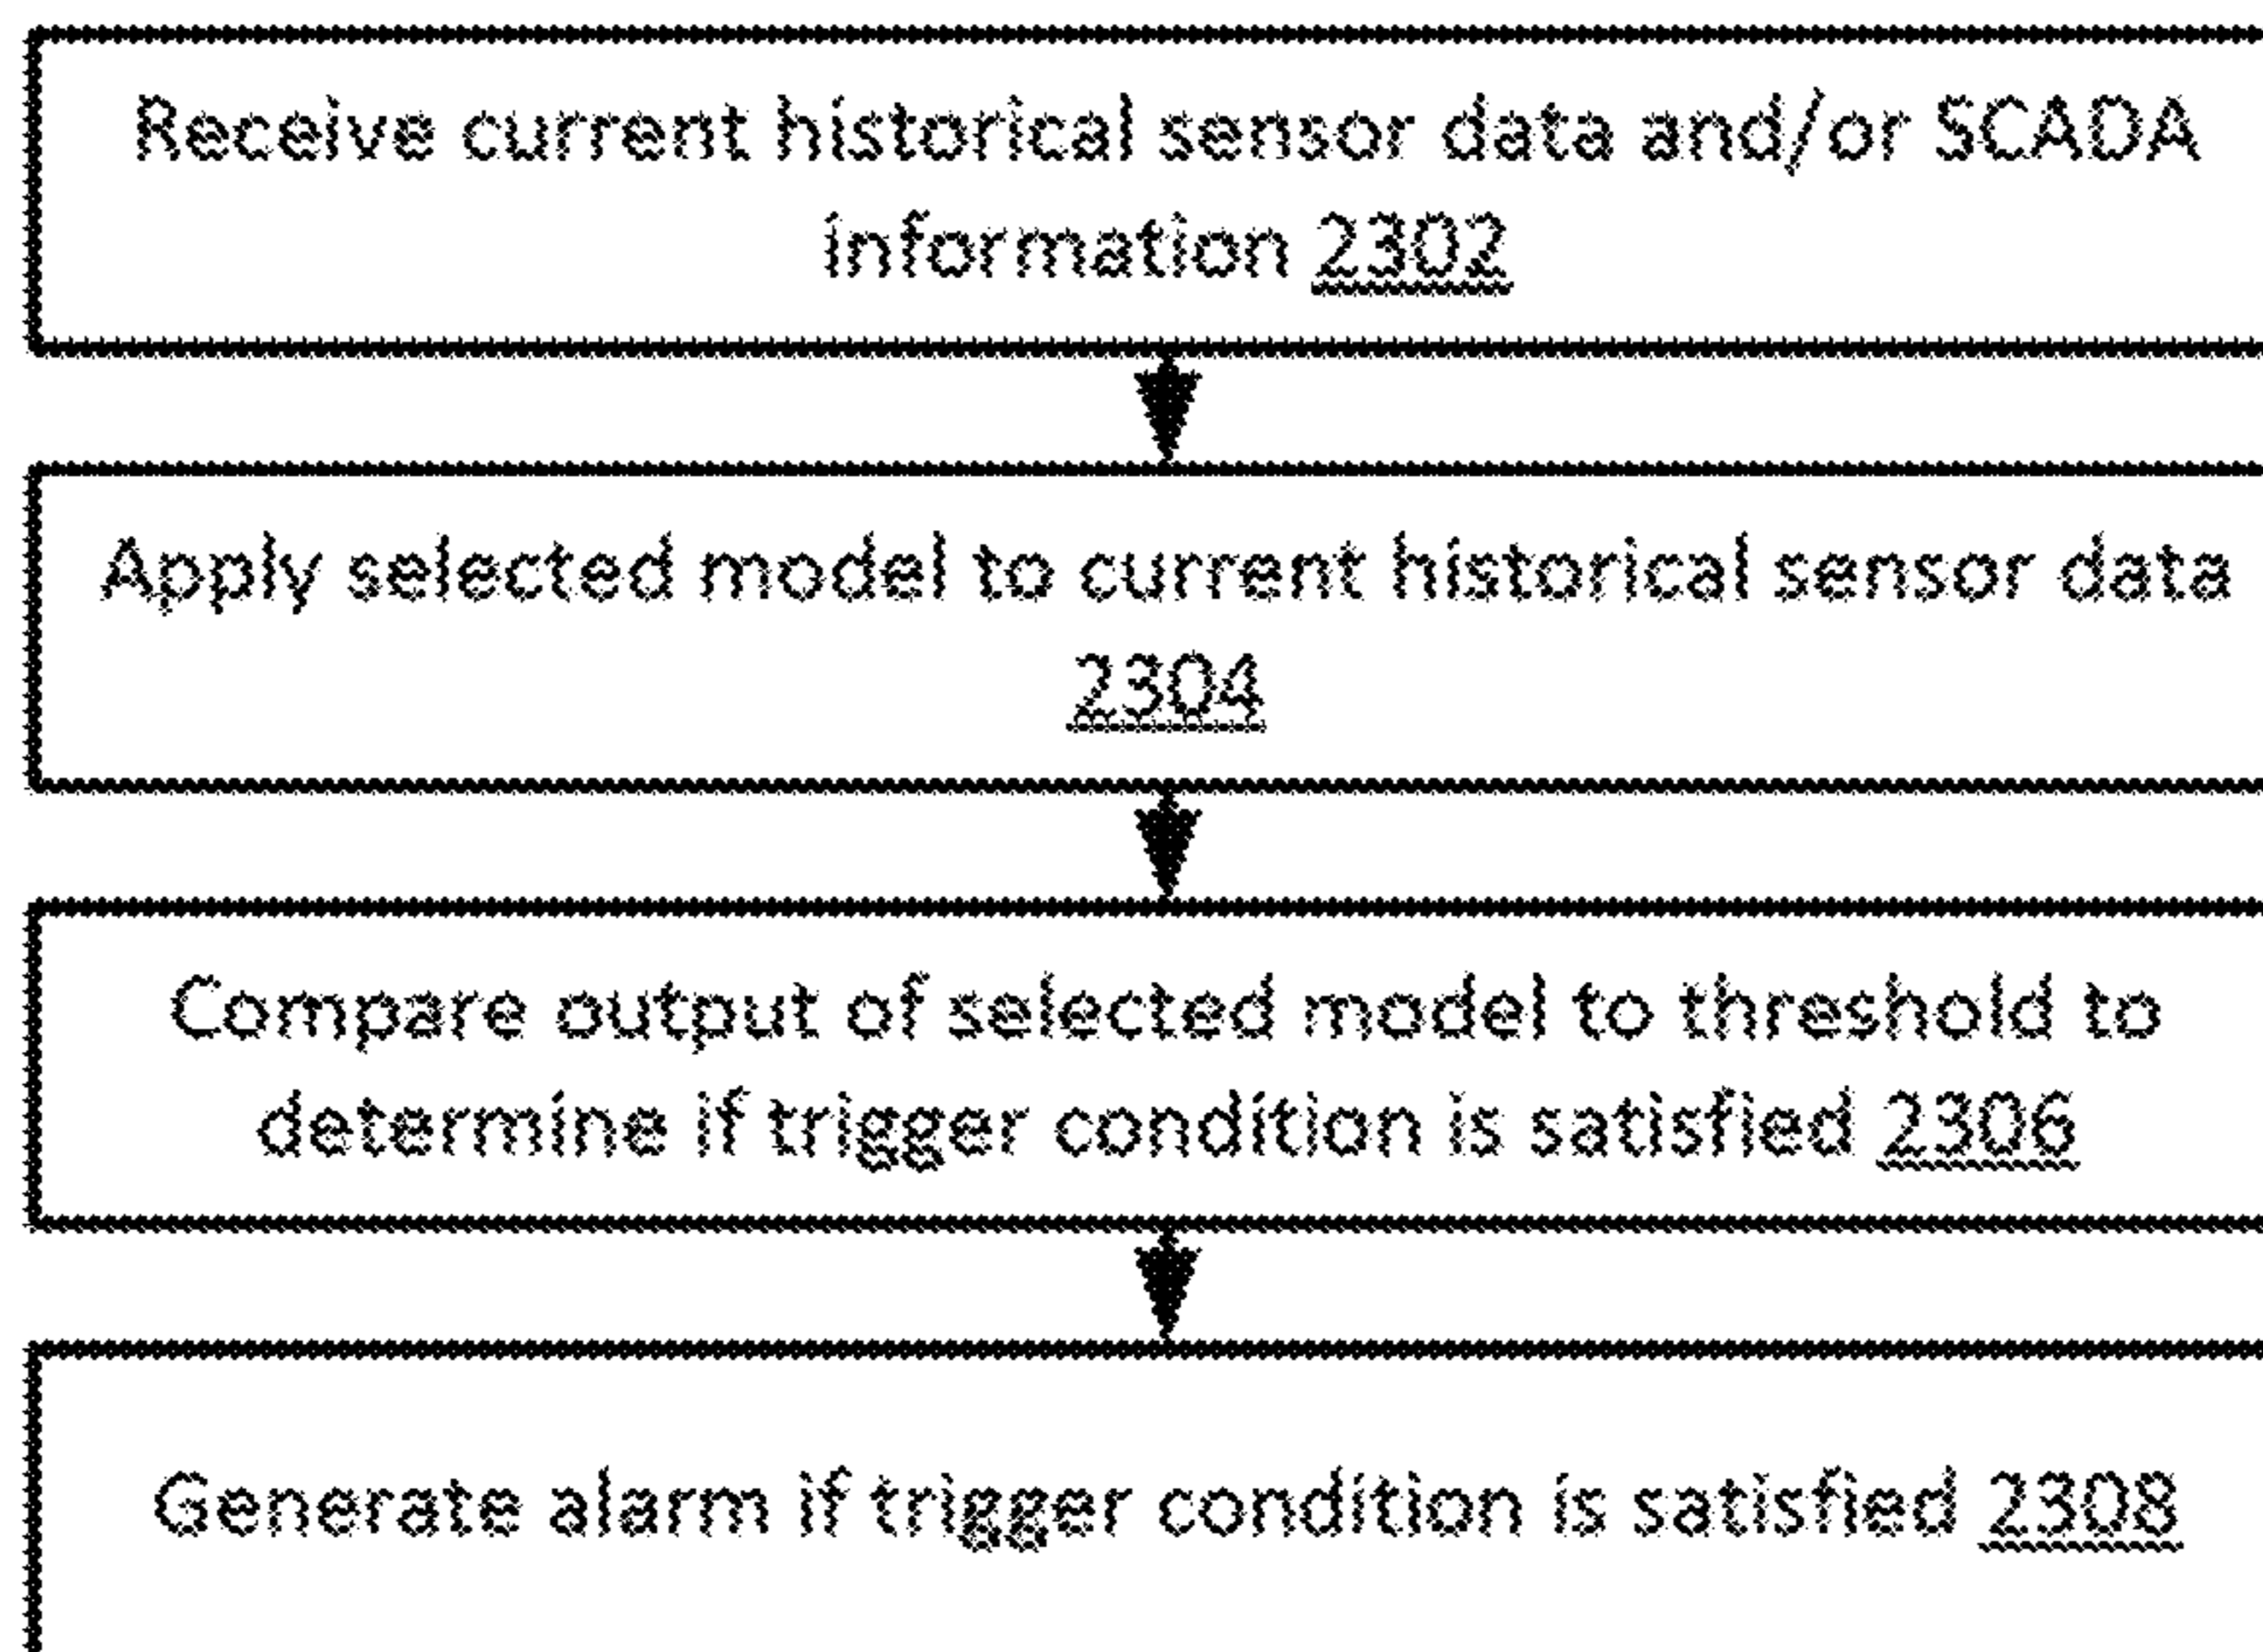 Receive current historical sensor data and/or SCADA
information 2302
Apply selected model to current historical sensor data
2304
Compare output of selected model to threshold to
determine if trigger condition is satisfied 2306
Generate alarm if trigger condition is satisfied 2308